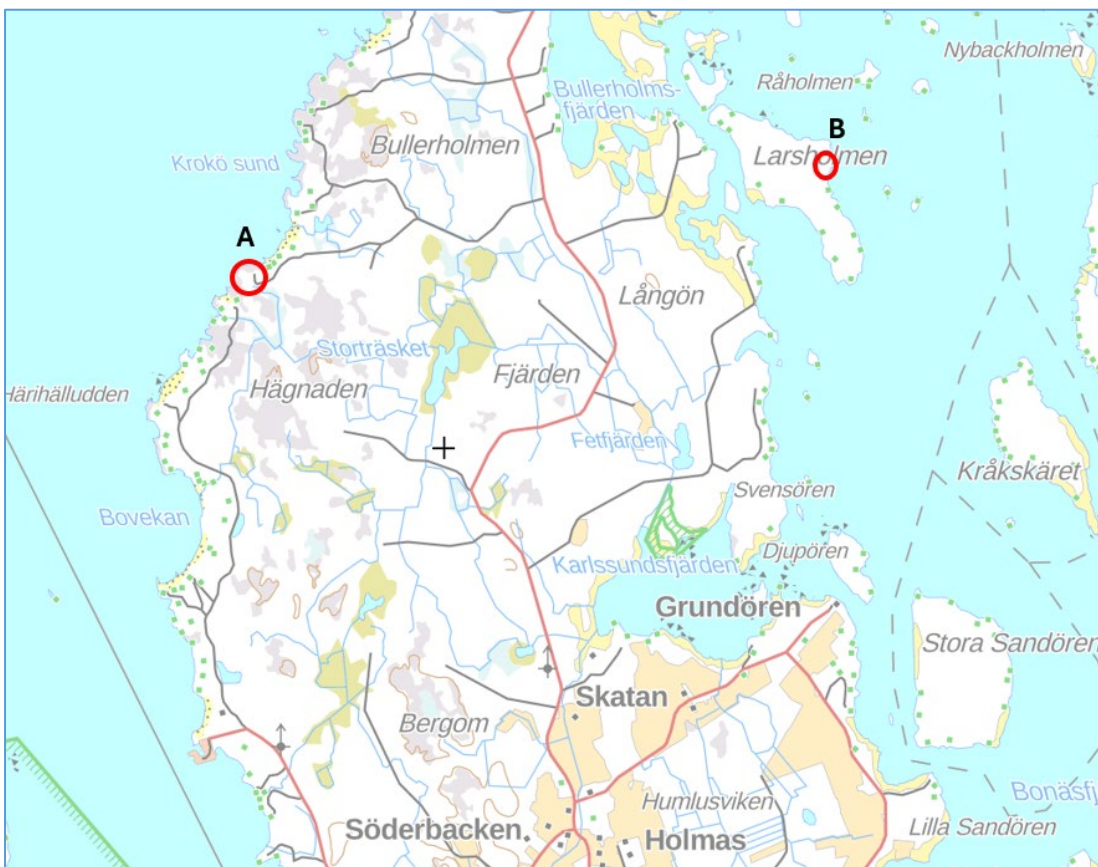 Nybackholmen
Råholmen
Bullerholms-
fjärden
B
Bullerholmen
Larsholmen
Krokö sund
A
Långön
Storträsket
Fjärden
Hägnaden
Härihälludden
Fetfjärden
Kråkskäret
Svensören
Bovekan
Djupören
Karlssundsfjärden
Grundören
Stora Sandören
Skatan
Bergom
Bonäsfj
Humlusviken
Söderbacken
Holmas
Lilla Sandören